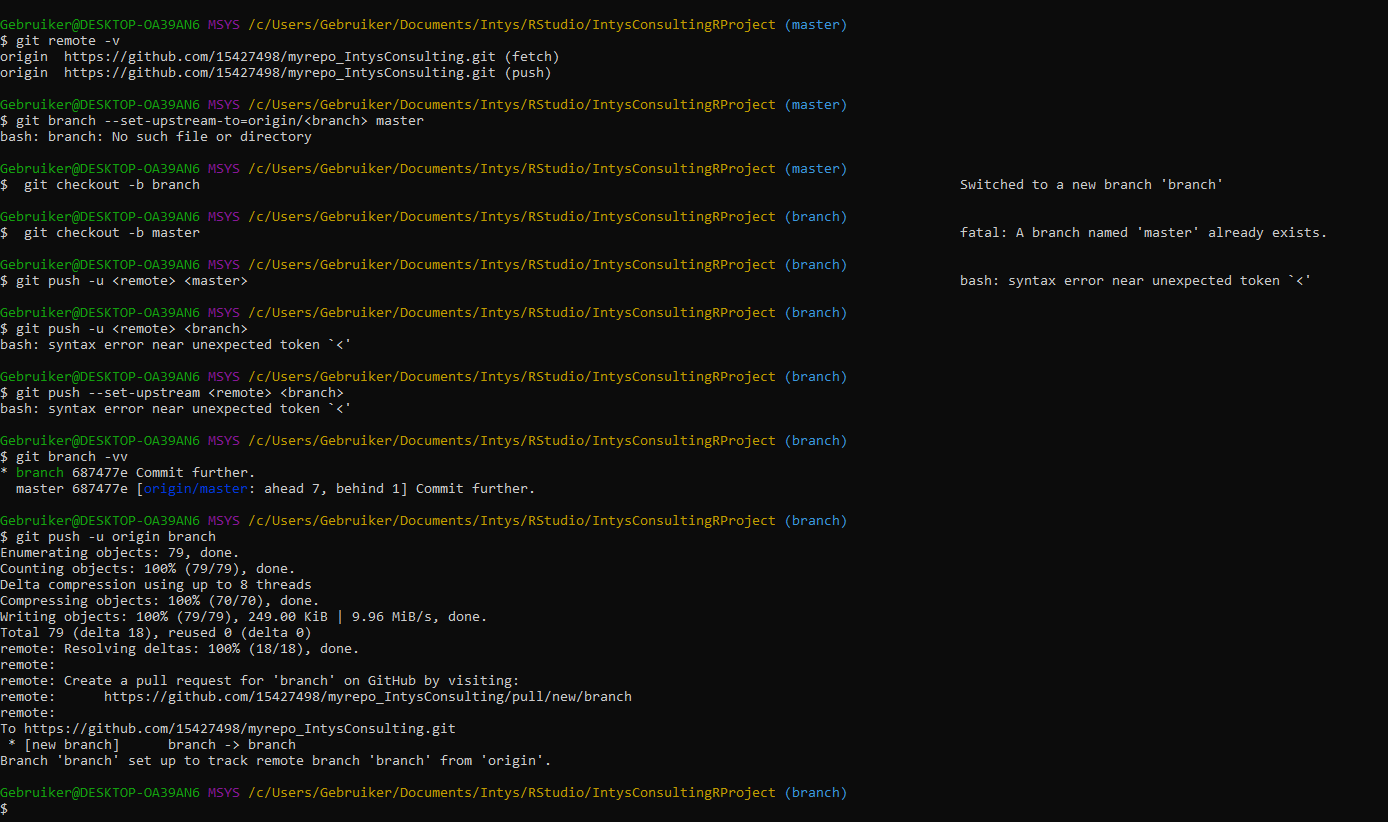 Gebruiker@DESKTOP-OA39AN6 MSYS /c/Users/Gebruiker/Documents/Intys/RStudio/IntysConsultingRProject (master)
$ git remote -v
origin  https://github.com/15427498/myrepo_IntysConsulting.git (fetch)
origin  https://github.com/15427498/myrepo_IntysConsulting.git (push)
Gebruiker@DESKTOP-OA39AN6 MSYS /c/Users/Gebruiker/Documents/Intys/RStudio/IntysConsultingRProject (master)
$ git branch --set-upstream-to=origin/<branch> master
bash: branch: No such file or directory
Gebruiker@DESKTOP-OA39AN6 MSYS /c/Users/Gebruiker/Documents/Intys/RStudio/IntysConsultingRProject (master)
$  git checkout -b branch Switched to a new branch 'branch'
Gebruiker@DESKTOP-OA39AN6 MSYS /c/Users/Gebruiker/Documents/Intys/RStudio/IntysConsultingRProject (branch)
$  git checkout -b master fatal: A branch named 'master' already exists.
Gebruiker@DESKTOP-OA39AN6 MSYS /c/Users/Gebruiker/Documents/Intys/RStudio/IntysConsultingRProject (branch)
$ git push -u <remote> <master> bash: syntax error near unexpected token `<'
Gebruiker@DESKTOP-OA39AN6 MSYS /c/Users/Gebruiker/Documents/Intys/RStudio/IntysConsultingRProject (branch)
$ git push -u <remote> <branch>
bash: syntax error near unexpected token `<'
Gebruiker@DESKTOP-OA39AN6 MSYS /c/Users/Gebruiker/Documents/Intys/RStudio/IntysConsultingRProject (branch)
$ git push --set-upstream <remote> <branch>
bash: syntax error near unexpected token `<'
Gebruiker@DESKTOP-OA39AN6 MSYS /c/Users/Gebruiker/Documents/Intys/RStudio/IntysConsultingRProject (branch)
$ git branch -vv
* branch 687477e Commit further.
  master 687477e [origin/master: ahead 7, behind 1] Commit further.
Gebruiker@DESKTOP-OA39AN6 MSYS /c/Users/Gebruiker/Documents/Intys/RStudio/IntysConsultingRProject (branch)
$ git push -u origin branch
Enumerating objects: 79, done.
Counting objects: 100% (79/79), done.
Delta compression using up to 8 threads
Compressing objects: 100% (70/70), done.
Writing objects: 100% (79/79), 249.00 KiB | 9.96 MiB/s, done.
Total 79 (delta 18), reused 0 (delta 0)
remote: Resolving deltas: 100% (18/18), done.
remote:
remote: Create a pull request for 'branch' on GitHub by visiting:
remote:      https://github.com/15427498/myrepo_IntysConsulting/pull/new/branch
remote:
To https://github.com/15427498/myrepo_IntysConsulting.git
 * [new branch]      branch -> branch
Branch 'branch' set up to track remote branch 'branch' from 'origin'.
Gebruiker@DESKTOP-OA39AN6 MSYS /c/Users/Gebruiker/Documents/Intys/RStudio/IntysConsultingRProject (branch)
$